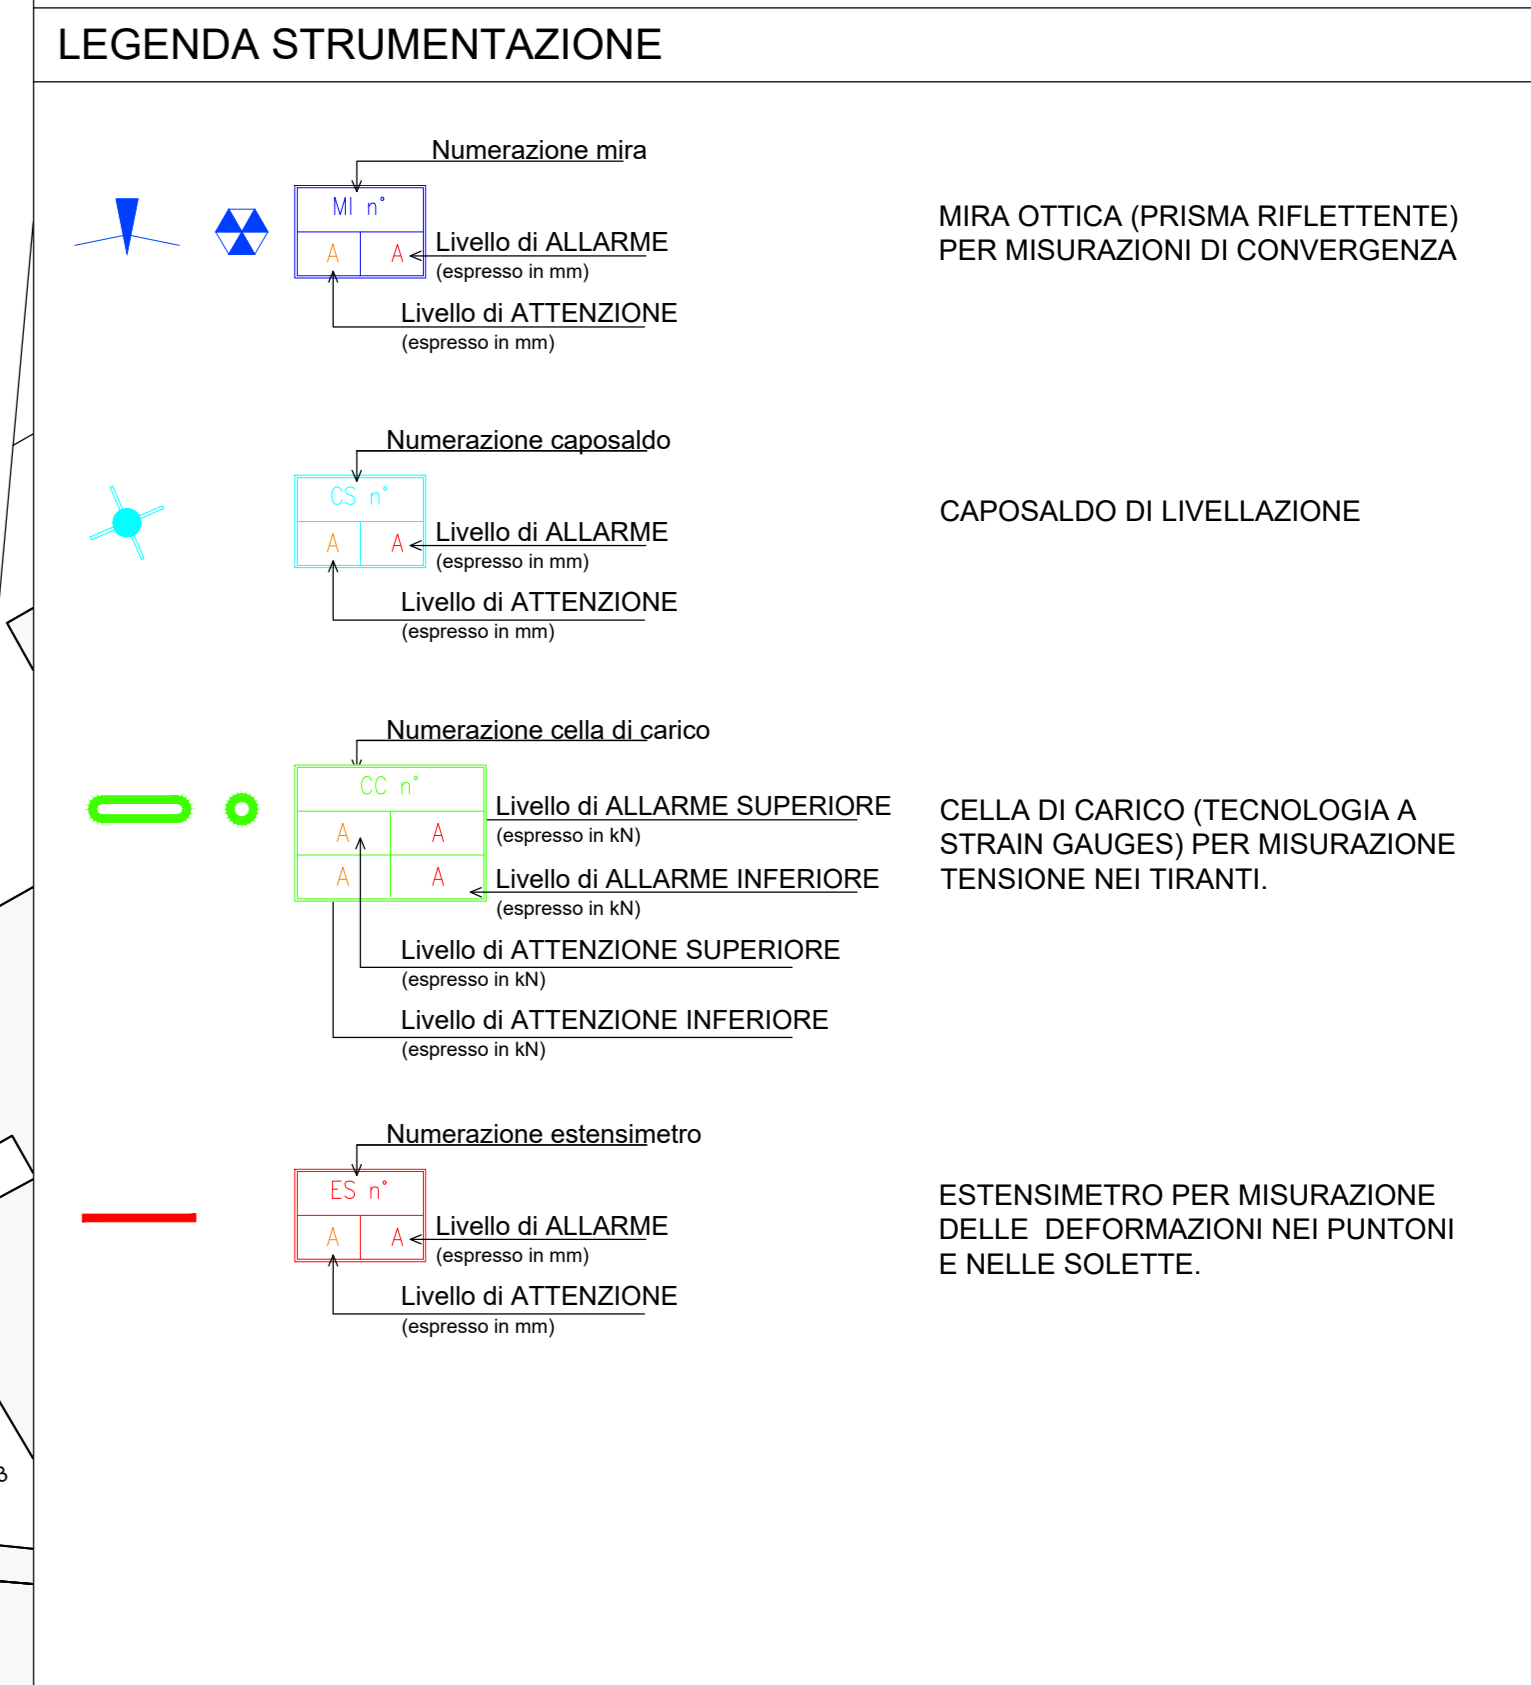 LEGENDA STRUMENTAZIONE
Numerazione mira
MI n°
A A
Livello di ALLARME
(espresso in mm)
Livello di ATTENZIONE
(espresso in mm)
MIRA OTTICA (PRISMA RIFLETTENTE)
PER MISURAZIONI DI CONVERGENZA
Numerazione caposaldo
CS n°
A A
Livello di ALLARME
(espresso in mm)
Livello di ATTENZIONE
(espresso in mm)
CAPOSALDO DI LIVELLAZIONE
Numerazione cella di carico
CC n°
A A
A A
Livello di ALLARME SUPERIORE
(espresso in kN)
Livello di ALLARME INFERIORE
(espresso in kN)
Livello di ATTENZIONE SUPERIORE
(espresso in kN)
Livello di ATTENZIONE INFERIORE
(espresso in kN)
CELLA DI CARICO (TECNOLOGIA A
STRAIN GAUGES) PER MISURAZIONE
TENSIONE NEI TIRANTI.
Numerazione estensimetro
ES n°
A A
Livello di ALLARME
(espresso in mm)
Livello di ATTENZIONE
(espresso in mm)
ESTENSIMETRO PER MISURAZIONE
DELLE  DEFORMAZIONI NEI PUNTONI
E NELLE SOLETTE.